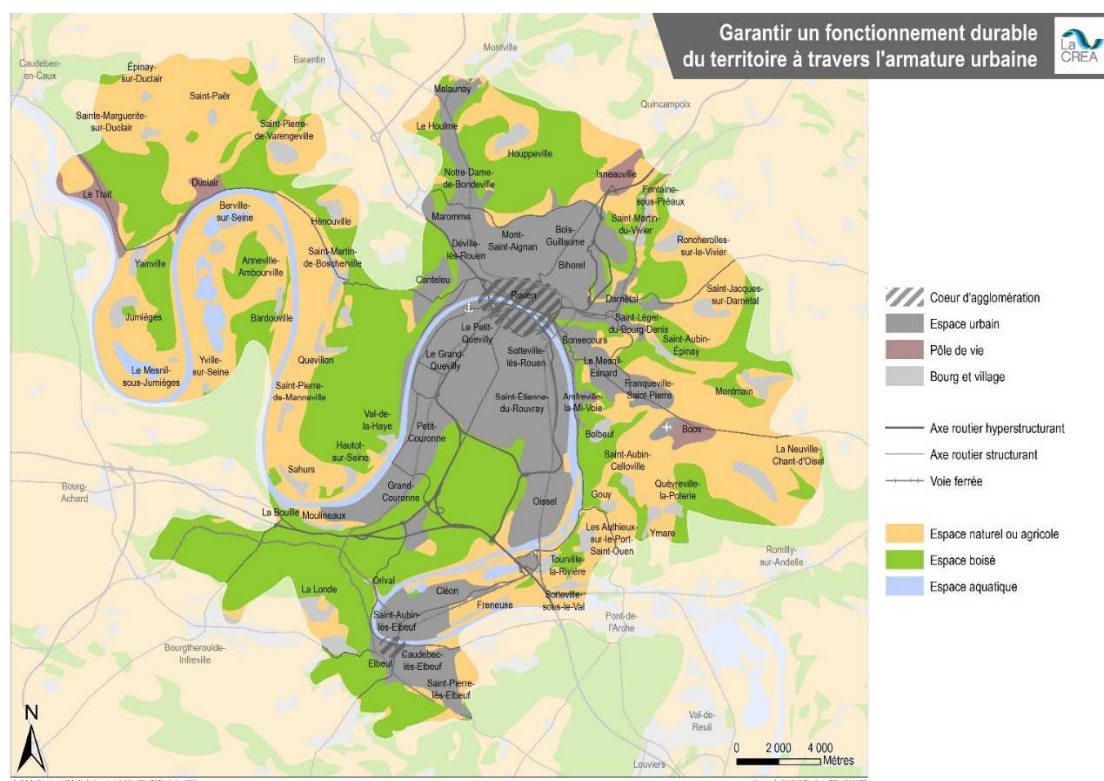 Garantir un fonctionnement durable
du territoire à travers l'armature urbaine
La
CREA
Caudebec-
en-Caux
Épinay-
sur-Duclair
Barentin
Montville
Saint-Paër
Malaunay
Quincampoix
Sainte-Marguerite-
sur-Duclair
Saint-Pierre-
de-Varengeville
Le Houlme
Houppeville
Isneauville
Notre-Dame-
de-Bondeville
Fontaine-
sous-Préaux
Le Trait
Duclair
Berville-
sur-Seine
Hénouville
Maromme
Mont-
Saint-Aignan
Bois-
Guillaume
Saint-Martin-
du-Vivier
Roncherolles-
sur-le-Vivier
Déville-
lès-Rouen
Bihorel
Saint-Martin-
de-Boscherville
Yainville
Anneville-
Ambourville
Canteleu
Rouen
Darnétal
Saint-Jacques-
sur-Darnétal
Jumièges
Bardouville
Saint-Léger-
du-Bourg-Denis
Le Petit-
Quevilly
Bonsecours
Saint-Aubin-
Épinay
Le Grand-
Quevilly
Sotteville-
lès-Rouen
Le Mesnil-
Esnard
Le Mesnil-
sous-Jumièges
Yville-
sur-Seine
Quevillon
Franqueville-
Saint-Pierre
Montmain
Saint-Pierre-
de-Manneville
Saint-Étienne-
du-Rouvray
Amfreville-
la-Mi-Voie
Val-de-
la-Haye
Petit-
Couronne
Belbeuf
Boos
Hautot-
sur-Seine
Saint-Aubin-
Celloville
La Neuville-
Chant-d'Oisel
Sahurs
Grand-
Couronne
Oissel
Gouy
Quévreville-
la-Poterie
Bourg-
Achard
La Bouille
Moulineaux
Les Authieux-
sur-le-Port-
Saint-Ouen
Ymare
Romilly-
sur-Andelle
Orival
Tourville-
la-Rivière
La Londe
Cléon
Freneuse
Sotteville-
sous-le-Val
Saint-Aubin-
lès-Elbeuf
Pont-de-
l'Arche
Bourgtheroulde-
Infreville
Elbeuf
Caudebec-
lès-Elbeuf
Saint-Pierre-
lès-Elbeuf
Val-de-
Reuil
Louviers
N
0 2 000 4 000
Mètres
Coeur d'agglomération
Espace urbain
Pôle de vie
Bourg et village
Axe routier hyperstructurant
Axe routier structurant
Voie ferrée
Espace naturel ou agricole
Espace boisé
Espace aquatique